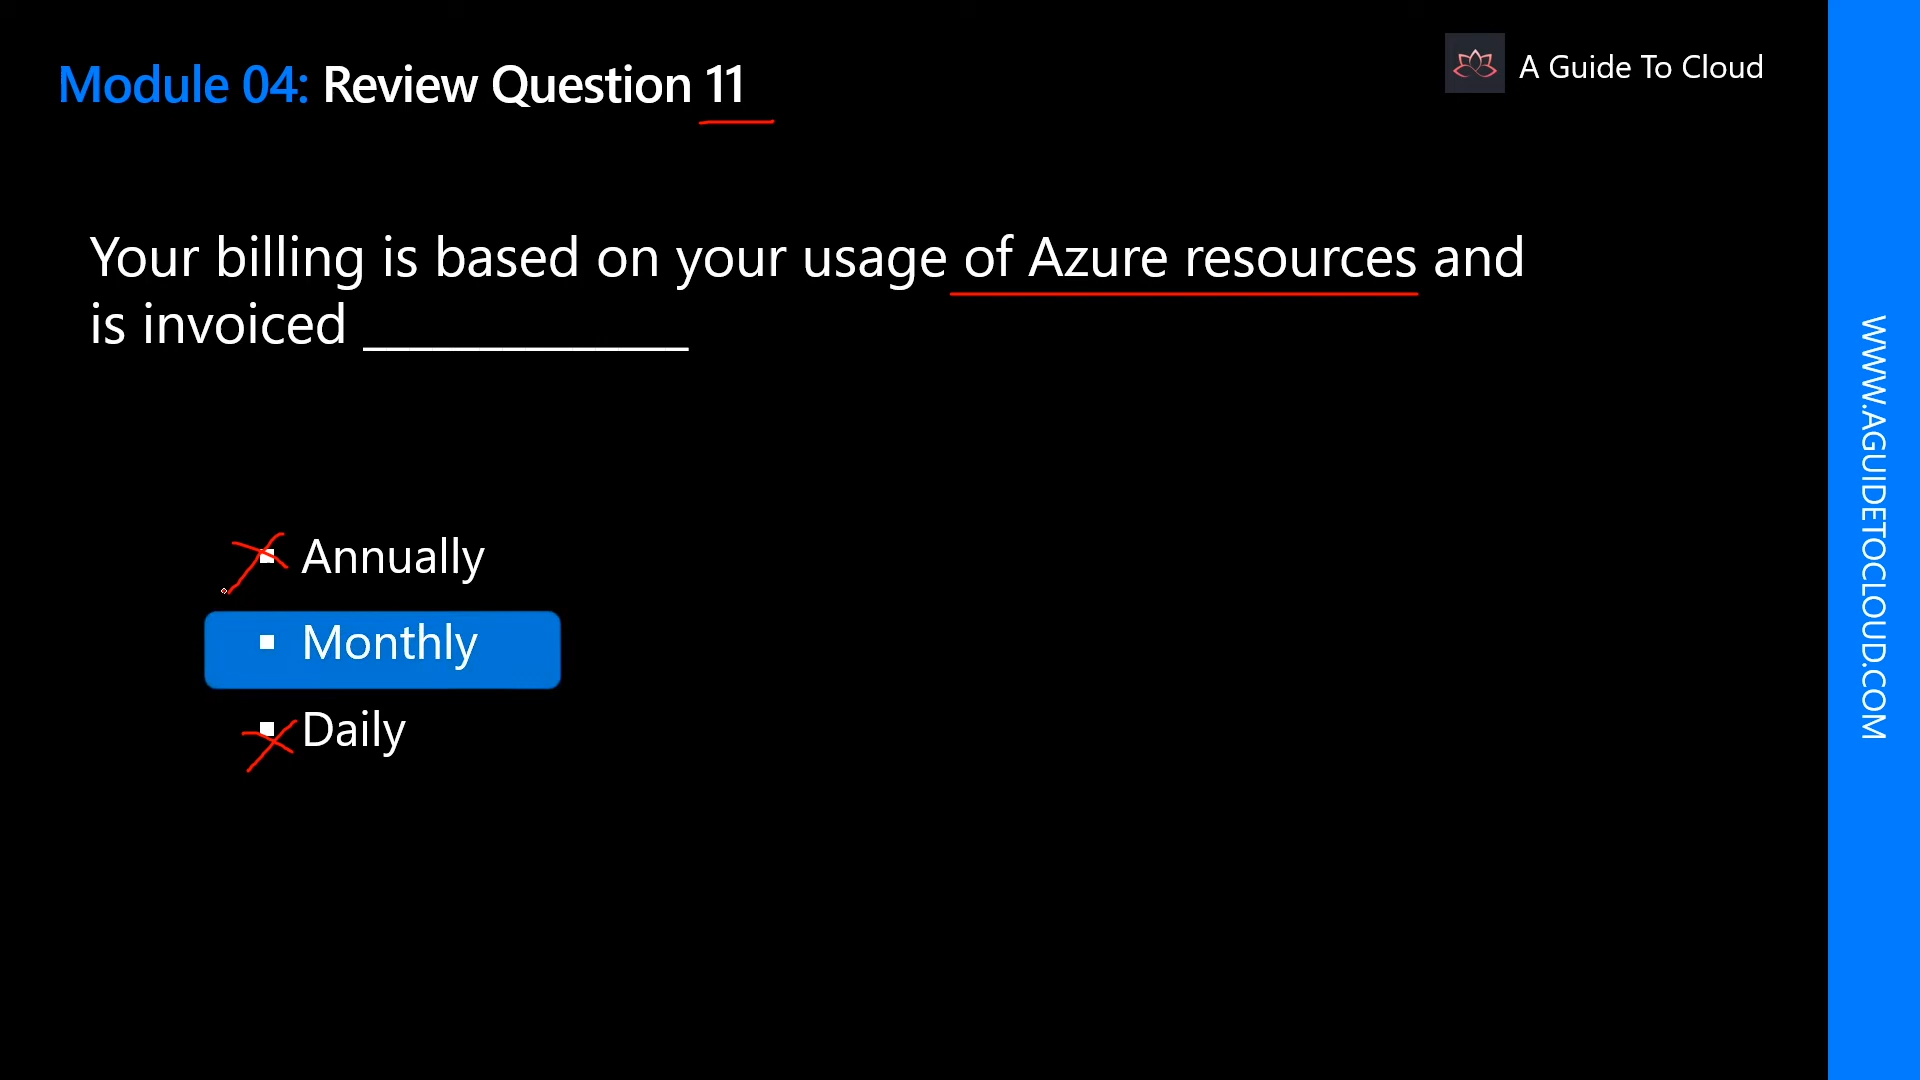 Module 04: Review Question 11
A Guide To Cloud
Your billing is based on your usage of Azure resources and
is invoiced ______________
▪ Annually
▪ Monthly
▪ Daily
WWW.AGUIDETOCLOUD.COM